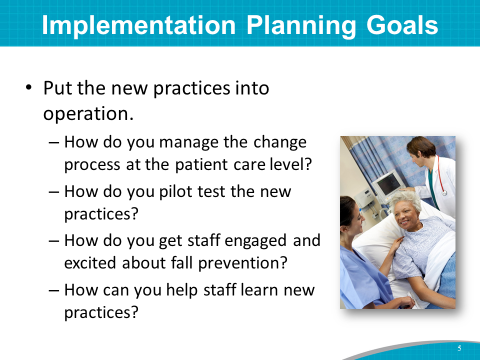 Implementation Planning Goals
• Put the new practices into
operation.
– How do you manage the change
process at the patient care level?
– How do you pilot test the new
practices?
– How do you get staff engaged and
excited about fall prevention?
– How can you help staff learn new
practices?
5